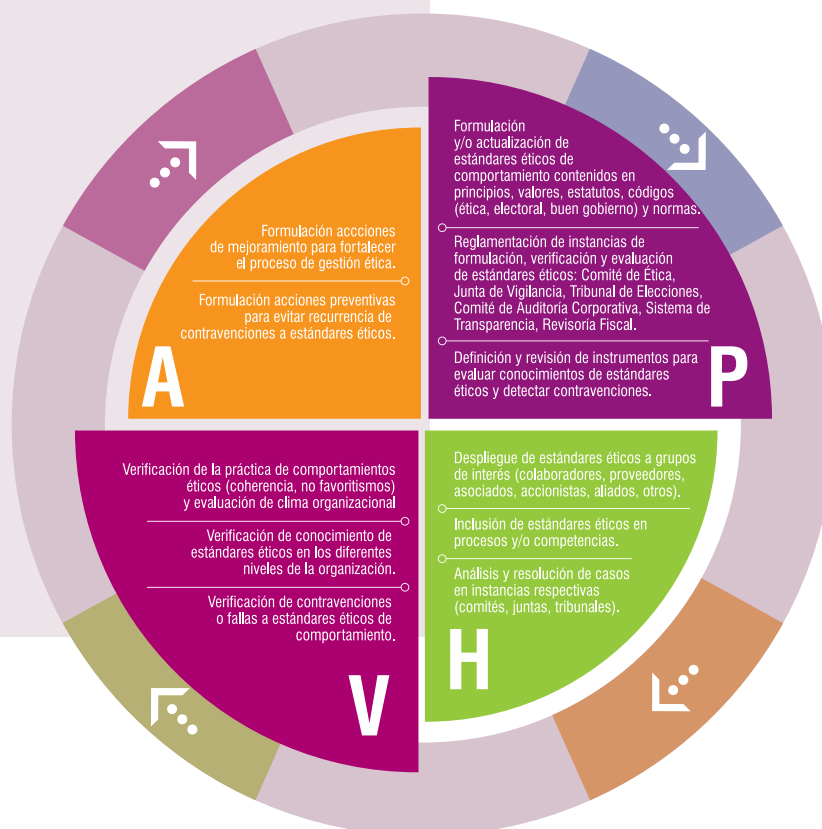 Formulación
y/o actualización de
estándares éticos de
comportamiento contenidos en
principios, valores, estatutos, códigos
(ética, electoral, buen gobierno) y normas.
Reglamentación de instancias de
formulación, verificación y evaluación
de estándares éticos: Comité de Ética,
Junta de Vigilancia, Tribunal de Elecciones,
Comité de Auditoría Corporativa, Sistema de
Transparencia, Revisoría Fiscal.
Definición y revisión de instrumentos para
evaluar conocimientos de estándares
éticos y detectar contravenciones.
P
Despliegue de estándares éticos a grupos
de interés (colaboradores, proveedores,
asociados, accionistas, aliados, otros).
Inclusión de estándares éticos en
procesos y/o competencias.
Análisis y resolución de casos
en instancias respectivas
(comités, juntas, tribunales).
H
Verificación de la práctica de comportamientos
éticos (coherencia, no favoritismos)
y evaluación de clima organizacional
Verificación de conocimiento de
estándares éticos en los diferentes
niveles de la organización.
Verificación de contravenciones
o fallas a estándares éticos de
comportamiento.
V
Formulación accciones
de mejoramiento para fortalecer
el proceso de gestión ética.
Formulación acciones preventivas
para evitar recurrencia de
contravenciones a estándares éticos.
A